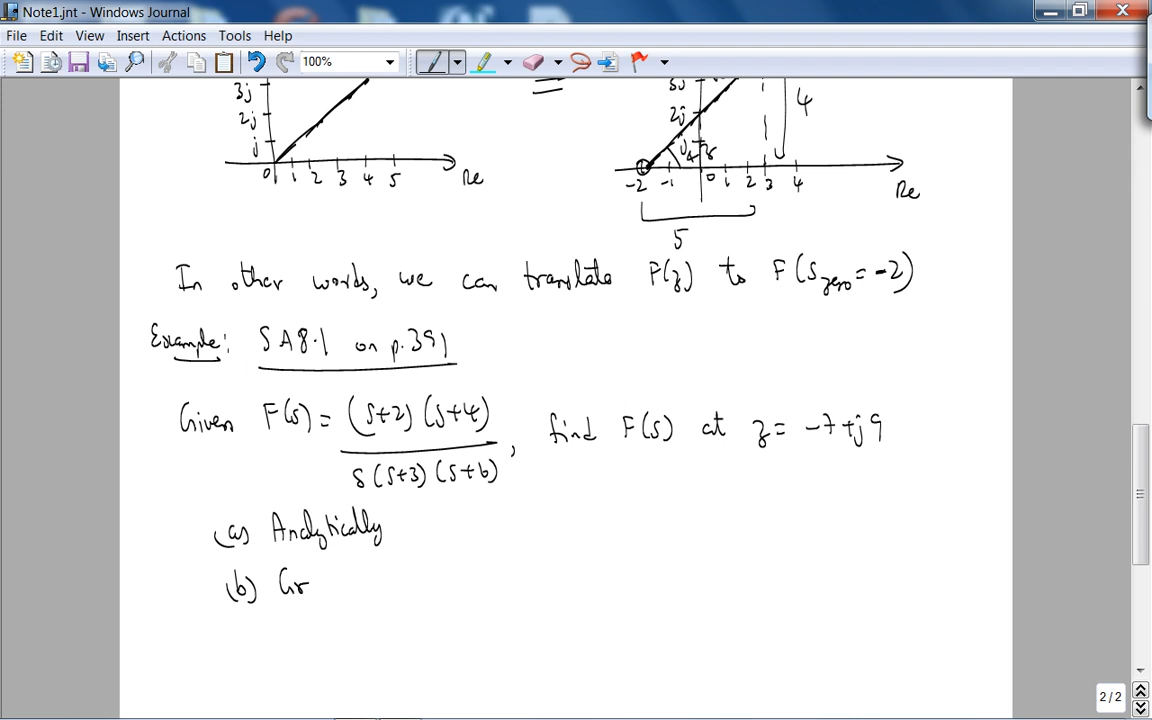 Note1.jnt - Windows Journal
File Edit View Insert Actions Tools Help
100%
3j
2j
j
0 1 2 3 4 5 Re
3j
2j
j
4
-2 -1 0 1 2 3 4
Re
5
In other words, we can translate F(z) to F(s zero = -2)
Example: SA8.1 on p.391
Given F(s) = (s+2)(s+4)
s(s+3)(s+6)
, find F(s) at z = -7+j9
(a) Analytically
(b) Gr
2/2